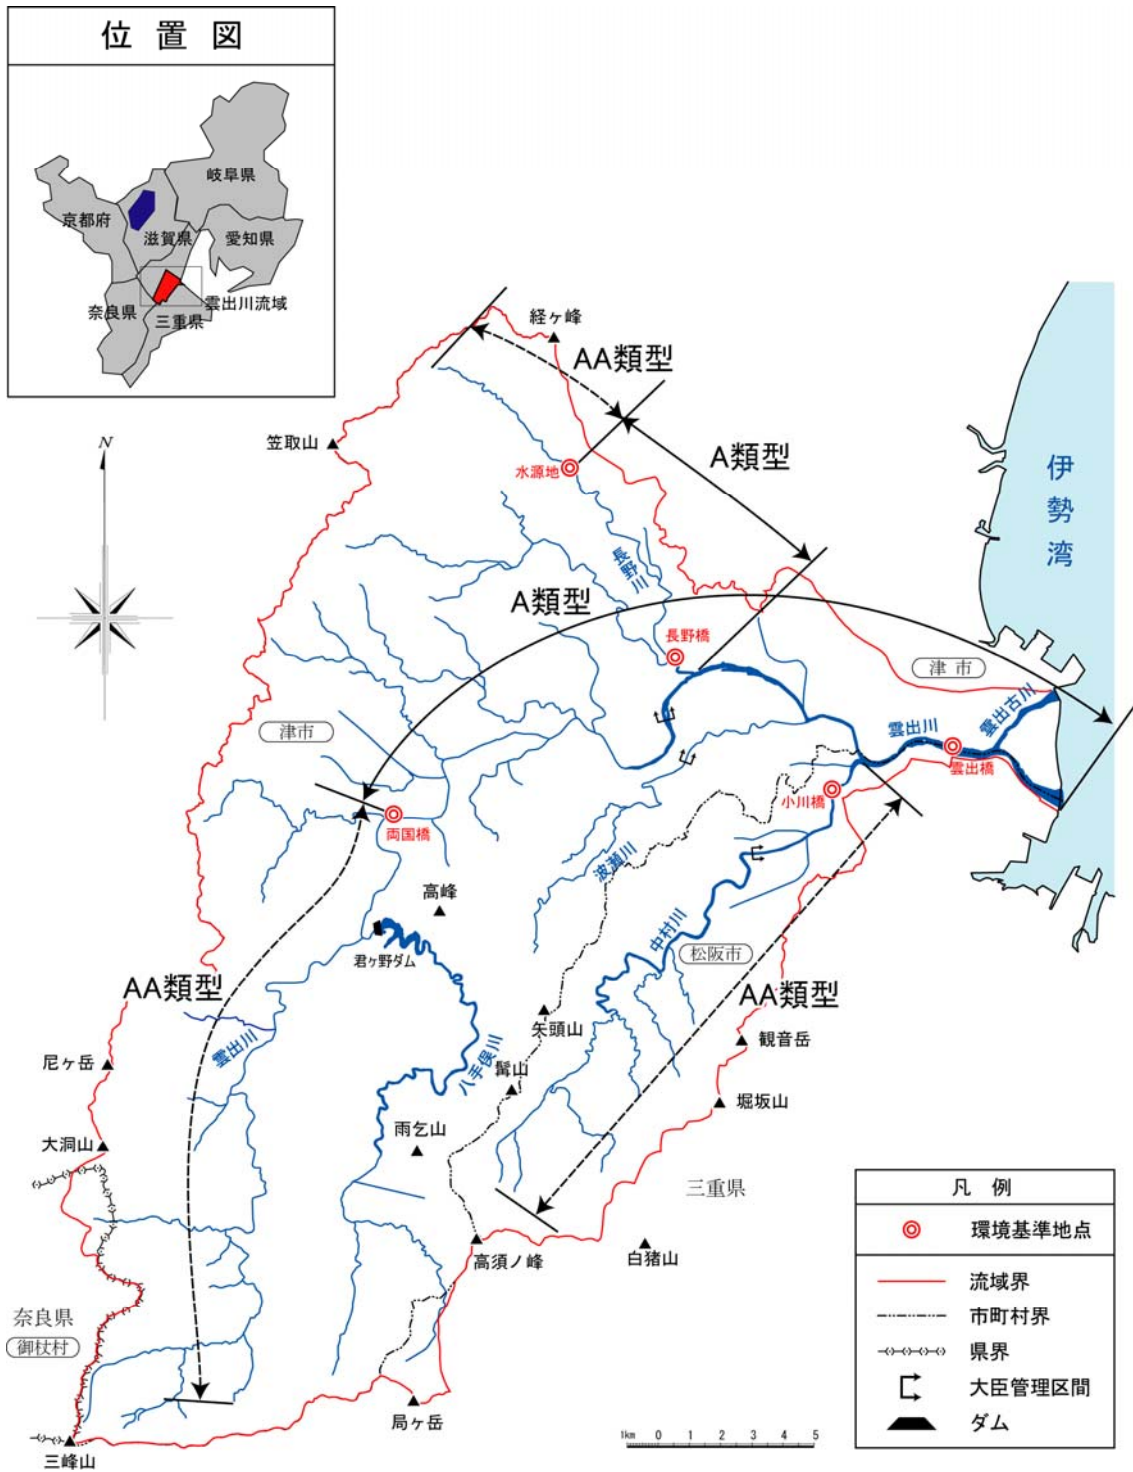 位置図
岐阜県
京都府
滋賀県
愛知県
奈良県
雲出川流域
三重県
経ヶ峰
AA類型
笠取山
N
水源地
A類型
伊勢湾
長野川
A類型
長野橋
津市
津市
雲出川
雲出古川
雲出橋
小川橋
両国橋
波瀬川
高峰
中村川
松阪市
君ヶ野ダム
AA類型
AA類型
雲出川
矢頭山
観音岳
尼ヶ岳
八手俣川
髯山
堀坂山
雨乞山
大洞山
三重県
高須ノ峰
白猪山
奈良県
御杖村
局ヶ岳
三峰山
1km 0 1 2 3 4 5
凡例
環境基準地点
流域界
市町村界
県界
大臣管理区間
ダム